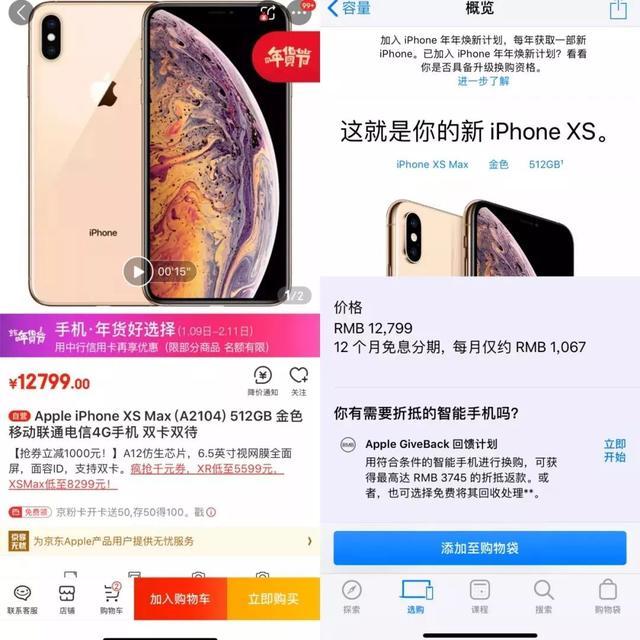 99+
年货节
iPhone
00'15"
1/2
年货节
手机·年货好选择(1.09日-2.11日)
用中行信用卡再享优惠（限部分商品 名额有限）
¥12799.00
降价通知
关注
自营 Apple iPhone XS Max (A2104) 512GB 金色
移动联通电信4G手机 双卡双待
【抢券立减1000元！】A12仿生芯片，6.5英寸视网膜全面
屏，面容ID，支持双卡。疯抢千元券，XR低至5599元，
XSMax低至8299元！
免费领 京粉卡开卡送50,存50得100。戳
京享无忧 为京东Apple产品用户提供无忧服务
联系客服
店铺
2
购物车
加入购物车
立即购买
容量
概览
加入 iPhone 年年焕新计划，每年获取一部新
iPhone。已加入 iPhone 年年焕新计划？看看
你是否具备升级换购资格。
进一步了解
这就是你的新 iPhone XS。
iPhone XS Max 金色 512GB¹
价格
RMB 12,799
12 个月免息分期，每月仅约 RMB 1,067
你有需要折抵的智能手机吗？
RMB
Apple GiveBack 回馈计划
立即
开始
用符合条件的智能手机进行换购，可获
得最高达 RMB 3745 的折抵返款。或
者，也可选择免费将其回收处理**。
添加至购物袋
探索
选购
课程
搜索
购物袋